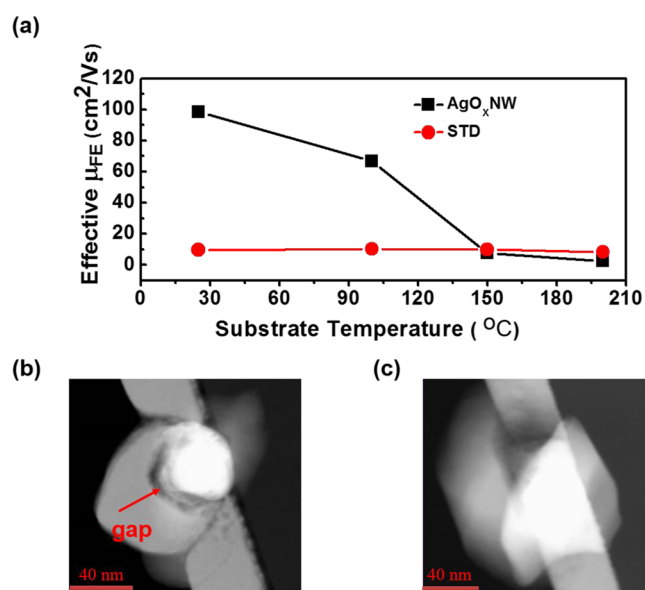 (a)
Effective μFE (cm²/Vs)
120
100
80
60
40
20
0
AgOxNW
STD
0 30 60 90 120 150 180 210
Substrate Temperature ( OC)
(b) (c)
gap
40 nm 40 nm